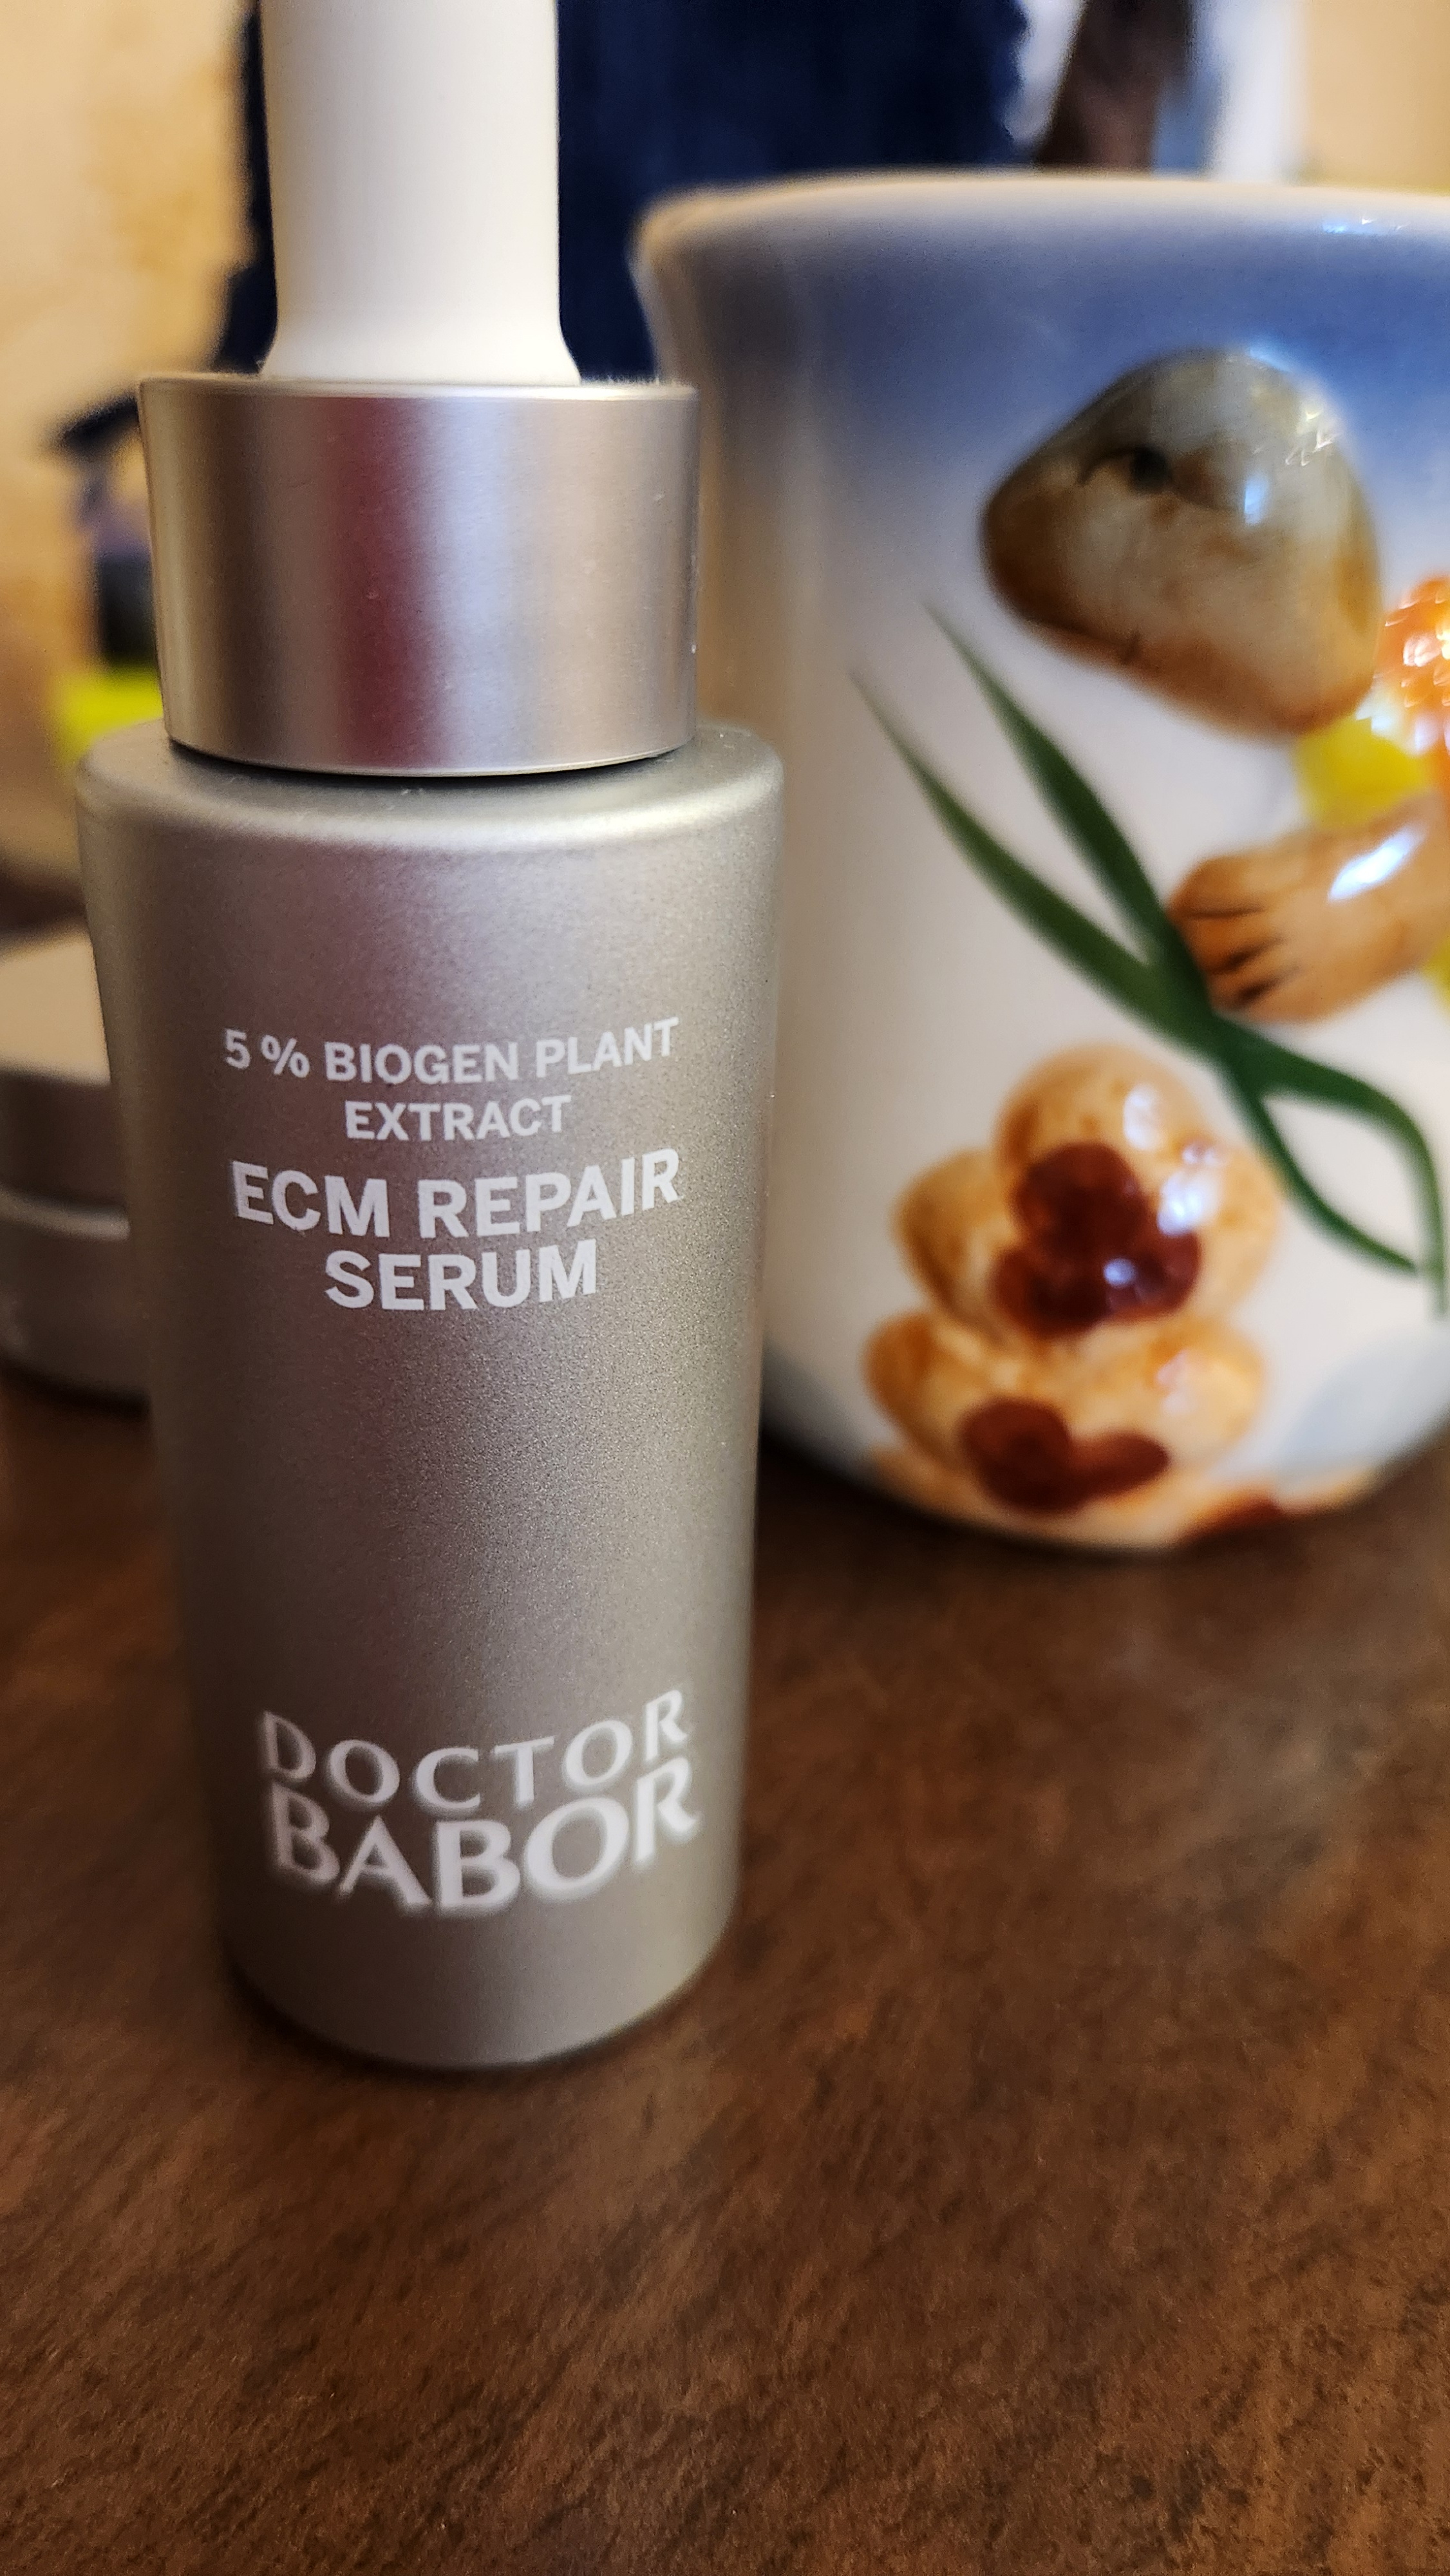 5 % BIOGEN PLANT
EXTRACT
ECM REPAIR
SERUM
DOCTOR
BABOR